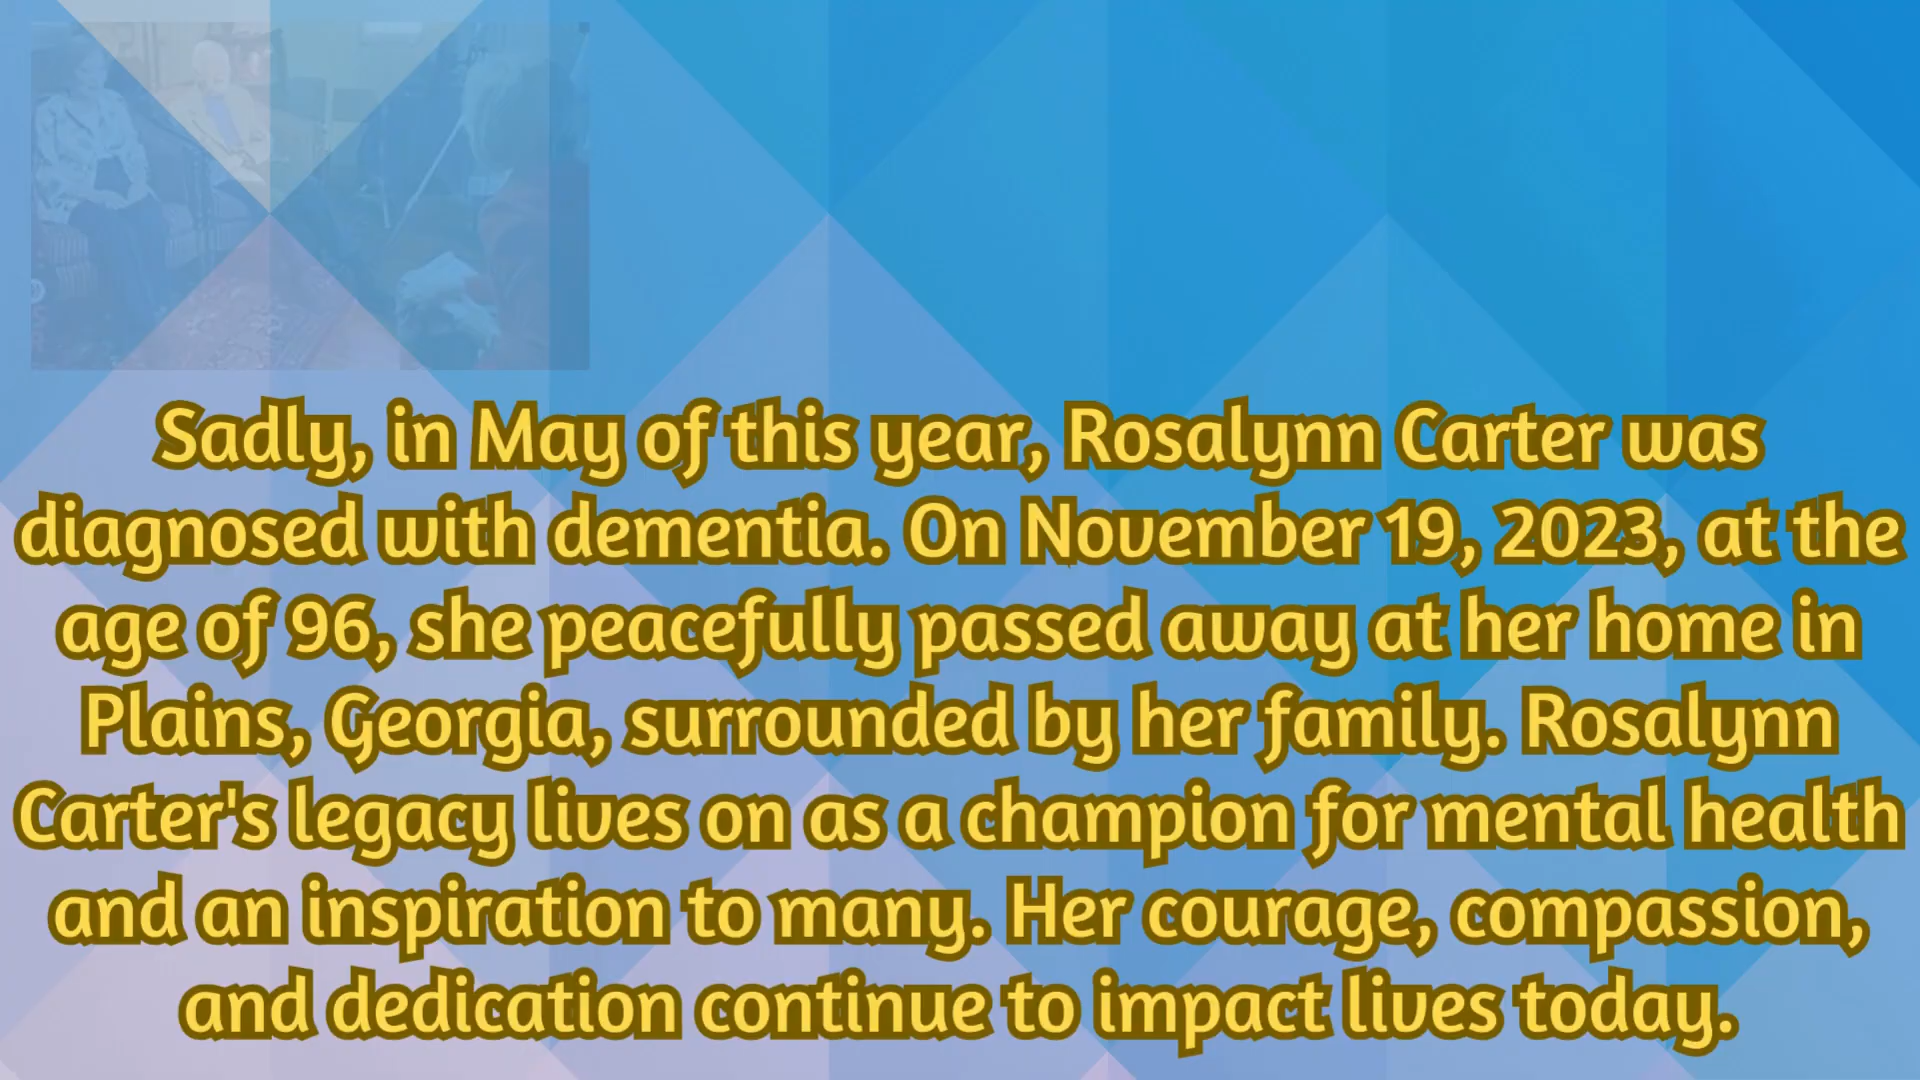 Sadly, in May of this year, Rosalynn Carter was
diagnosed with dementia. On November 19, 2023, at the
age of 96, she peacefully passed away at her home in
Plains, Georgia, surrounded by her family. Rosalynn
Carter's legacy lives on as a champion for mental health
and an inspiration to many. Her courage, compassion,
and dedication continue to impact lives today.